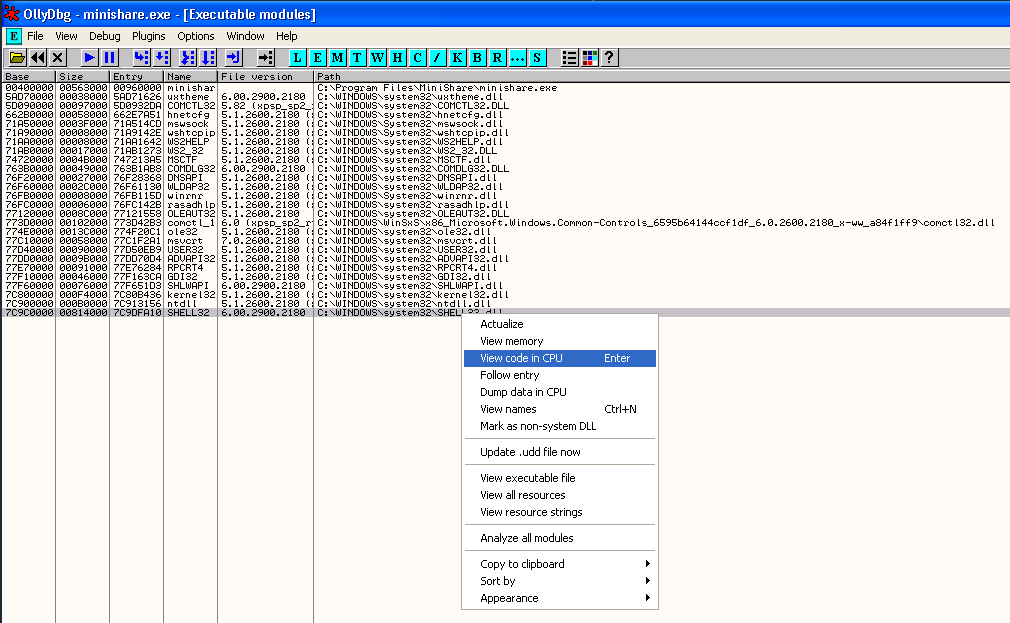 OllyDbg - minishare.exe - [Executable modules]
E File View Debug Plugins Options Window Help
L E M T W H C / K B R ... S ?
Base Size Entry Name File version Path
00400000 00563000 00960000 minishar C:\Program Files\MiniShare\minishare.exe
5AD70000 00038000 5AD71626 uxtheme 6.00.2900.2180 C:\WINDOWS\system32\uxtheme.dll
5D090000 00097000 5D0932DA COMCTL32 5.82 (xpsp_sp2_ C:\WINDOWS\system32\COMCTL32.DLL
662B0000 00058000 662E7A51 hnetcfg 5.1.2600.2180 (: C:\WINDOWS\system32\hnetcfg.dll
71A50000 0003F000 71A514CD mswsock 5.1.2600.2180 (: C:\WINDOWS\system32\mswsock.dll
71A90000 00008000 71A9142E wshtcpip 5.1.2600.2180 (: C:\WINDOWS\System32\wshtcpip.dll
71AA0000 00008000 71AA1642 WS2HELP 5.1.2600.2180 (: C:\WINDOWS\system32\WS2HELP.dll
71AB0000 00017000 71AB1273 WS2_32 5.1.2600.2180 (: C:\WINDOWS\system32\WS2_32.DLL
74720000 0004B000 747213A5 MSCTF 5.1.2600.2180 (: C:\WINDOWS\system32\MSCTF.dll
763B0000 00049000 763B1AB8 COMDLG32 6.00.2900.2180 C:\WINDOWS\system32\COMDLG32.DLL
76F20000 00027000 76F28368 DNSAPI 5.1.2600.2180 (: C:\WINDOWS\system32\DNSAPI.dll
76F60000 0002C000 76F61130 WLDAP32 5.1.2600.2180 (: C:\WINDOWS\system32\WLDAP32.dll
76FB0000 00008000 76FB115D winrnr 5.1.2600.2180 (: C:\WINDOWS\System32\winrnr.dll
76FC0000 00006000 76FC142B rasadhlp 5.1.2600.2180 (: C:\WINDOWS\system32\rasadhlp.dll
77120000 0008C000 77121558 OLEAUT32 5.1.2600.2180 C:\WINDOWS\system32\OLEAUT32.DLL
773D0000 00102000 773D42B3 comctl_1 6.0 (xpsp_sp2_r: C:\WINDOWS\WinSxS\x86_Microsoft.Windows.Common-Controls_6595b64144ccf1df_6.0.2600.2180_x-ww_a84f1ff9\comctl32.dll
774E0000 0013C000 774F20C1 ole32 5.1.2600.2180 (: C:\WINDOWS\system32\ole32.dll
77C10000 00058000 77C1F2A1 msvcrt 7.0.2600.2180 (: C:\WINDOWS\system32\msvcrt.dll
77D40000 00090000 77D50EB9 USER32 5.1.2600.2180 (: C:\WINDOWS\system32\USER32.dll
77DD0000 0009B000 77DD70D4 ADVAPI32 5.1.2600.2180 (: C:\WINDOWS\system32\ADVAPI32.dll
77E70000 00091000 77E76284 RPCRT4 5.1.2600.2180 (: C:\WINDOWS\system32\RPCRT4.dll
77F10000 00046000 77F163CA GDI32 5.1.2600.2180 (: C:\WINDOWS\system32\GDI32.dll
77F60000 00076000 77F651D3 SHLWAPI 6.00.2900.2180 C:\WINDOWS\system32\SHLWAPI.dll
7C800000 000F4000 7C80B436 kernel32 5.1.2600.2180 (: C:\WINDOWS\system32\kernel32.dll
7C900000 000B0000 7C913156 ntdll 5.1.2600.2180 (: C:\WINDOWS\system32\ntdll.dll
7C9C0000 00814000 7C9DFA10 SHELL32 6.00.2900.2180 C:\WINDOWS\system32\SHELL32.dll
Actualize
View memory
View code in CPU Enter
Follow entry
Dump data in CPU
View names Ctrl+N
Mark as non-system DLL
Update .udd file now
View executable file
View all resources
View resource strings
Analyze all modules
Copy to clipboard
Sort by
Appearance